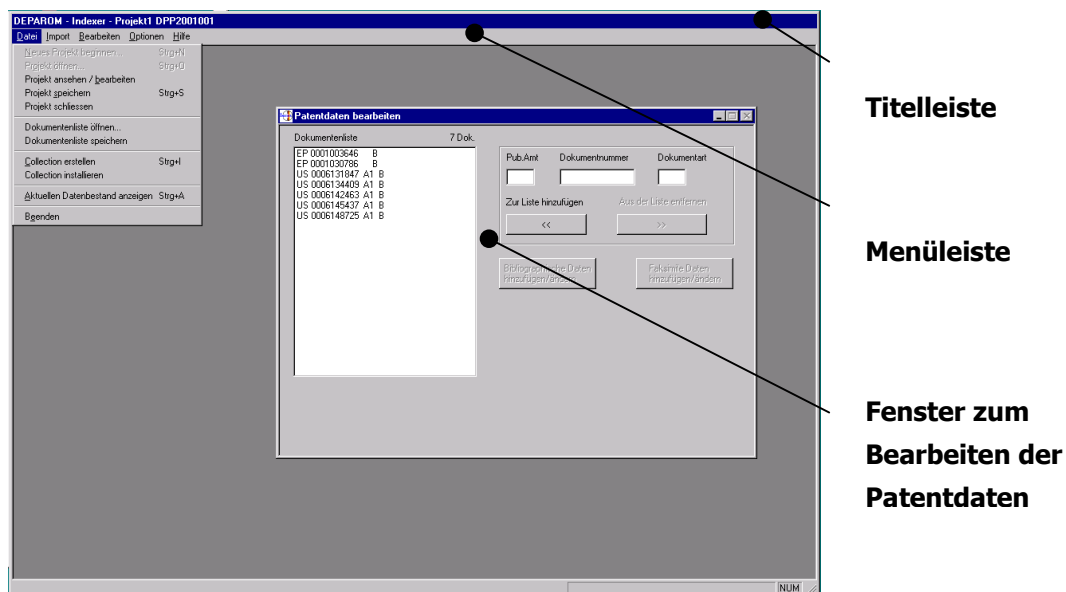 DEPAROM - Indexer - Projekt1 DPP2001001
Datei Import Bearbeiten Optionen Hilfe
Neues Projekt beginnen... Strg+N
Projekt öffnen... Strg+O
Projekt ansehen / bearbeiten
Projekt speichern Strg+S
Projekt schliessen
Dokumentenliste öffnen...
Dokumentenliste speichern
Collection erstellen Strg+I
Collection installieren
Aktuellen Datenbestand anzeigen Strg+A
Beenden
Patentdaten bearbeiten
Dokumentenliste 7 Dok.
EP 0001003646 B
EP 0001030786 B
US 0006131847 A1 B
US 0006134409 A1 B
US 0006142463 A1 B
US 0006145437 A1 B
US 0006148725 A1 B
Pub.Amt Dokumentnummer Dokumentart
Zur Liste hinzufügen Aus der Liste entfernen
<< >>
Bibliographische Daten
hinzufügen/ändern
Faksimile Daten
hinzufügen/ändern
NUM
Titelleiste
Menüleiste
Fenster zum
Bearbeiten der
Patentdaten